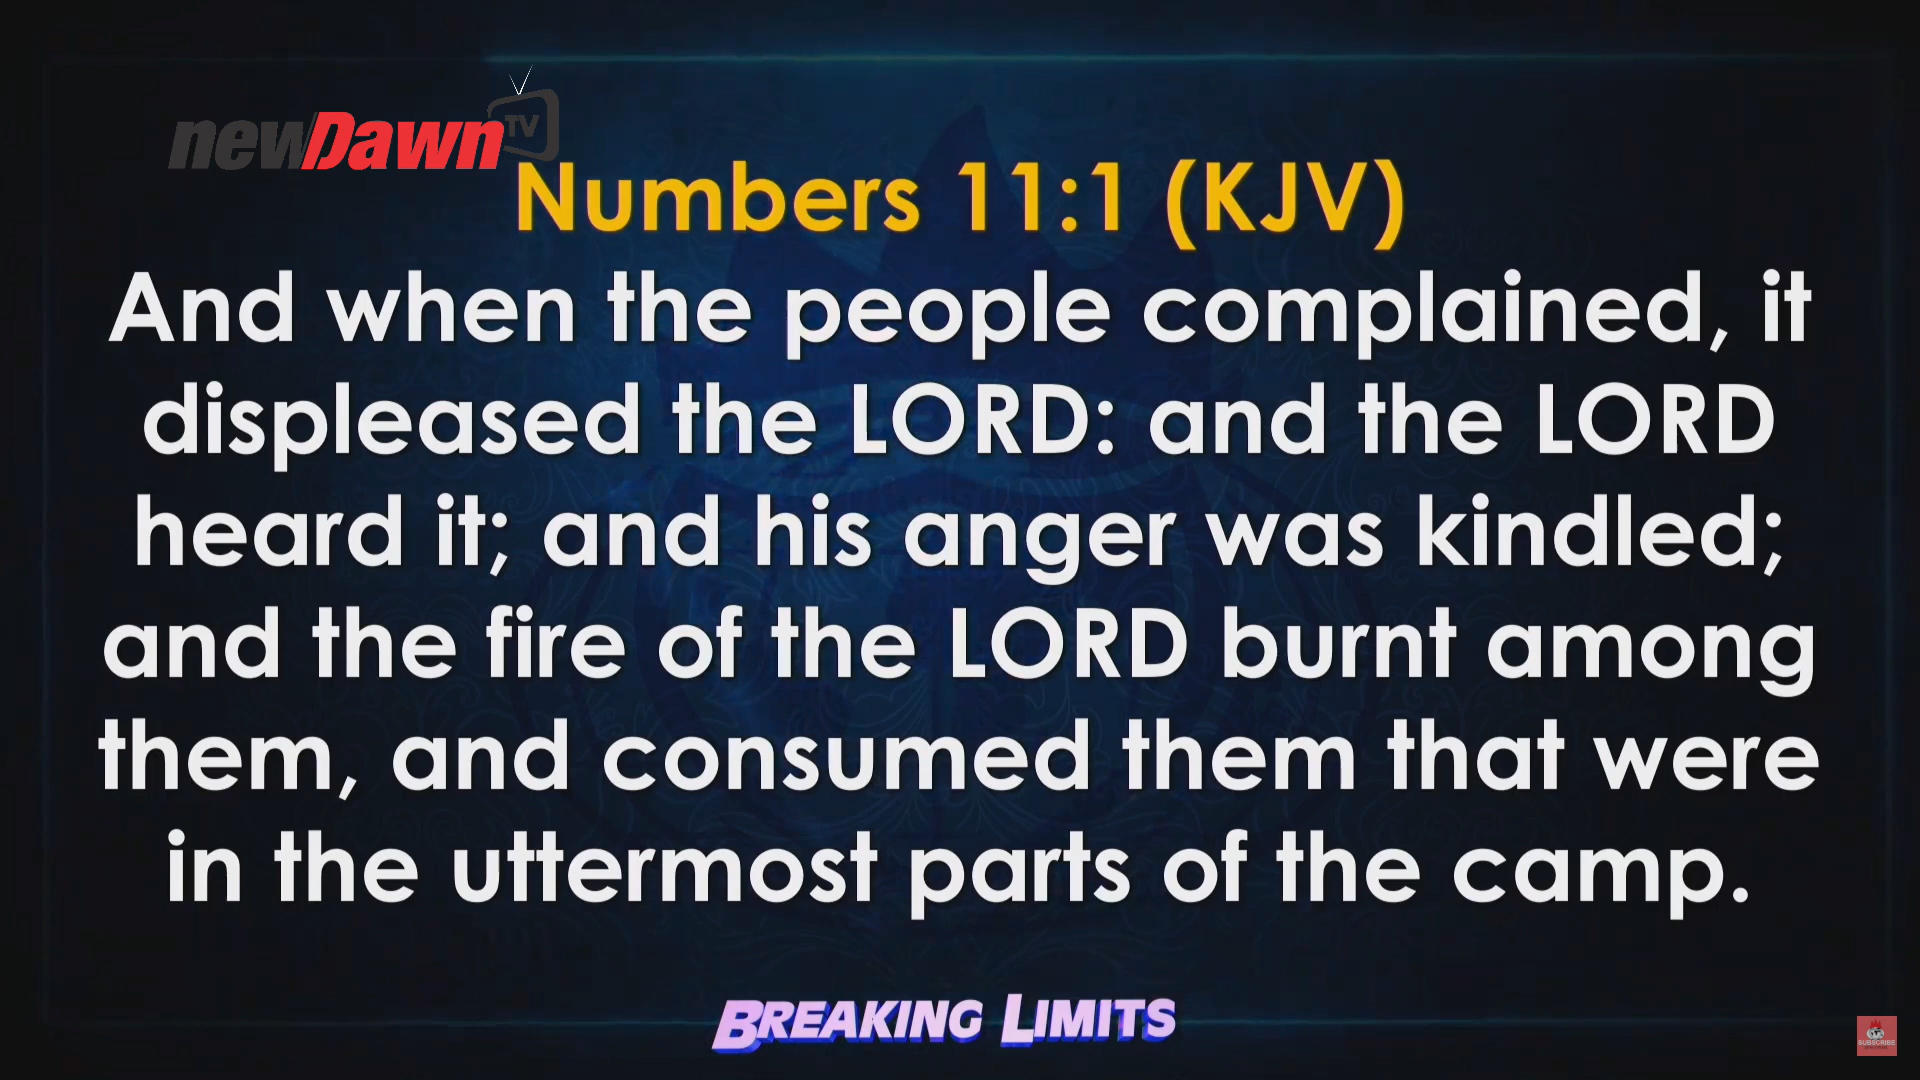 newDawn TV
Numbers 11:1 (KJV)
And when the people complained, it
displeased the LORD: and the LORD
heard it; and his anger was kindled;
and the fire of the LORD burnt among
them, and consumed them that were
in the uttermost parts of the camp.
BREAKING LIMITS
SUBSCRIBE